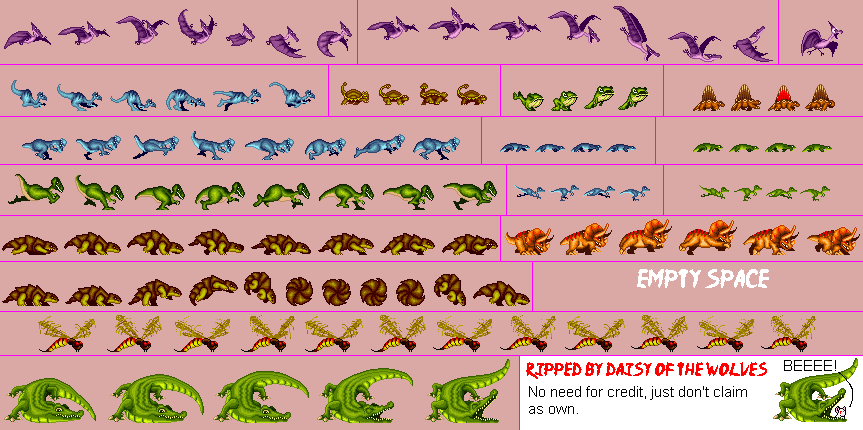 EMPTY SPACE
RIPPED BY DAISY OF THE WOLVES
BEEEE!
No need for credit, just don't claim
as own.